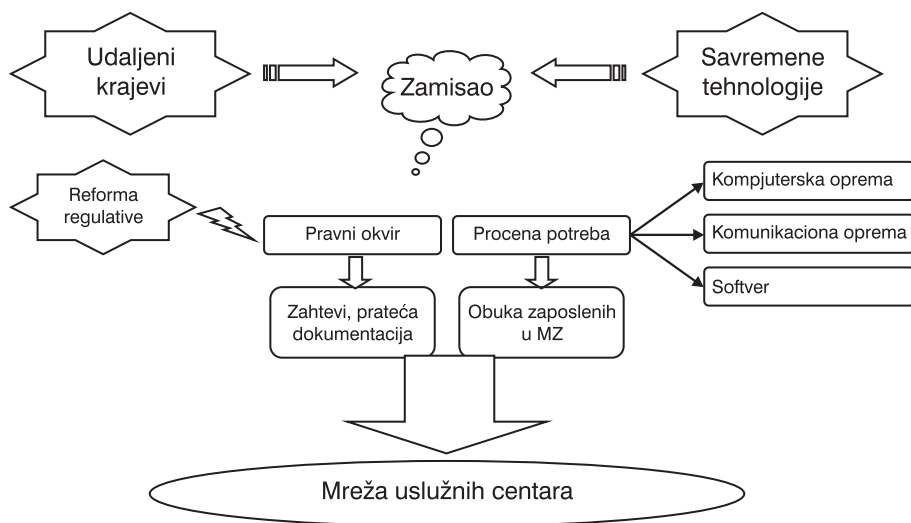 Udaljeni
krajevi
Zamisao
Savremene
tehnologije
Reforma
regulative
Pravni okvir
Procena potreba
Kompjuterska oprema
Komunikaciona oprema
Softver
Zahtevi, prateća
dokumentacija
Obuka zaposlenih
u MZ
Mreža uslužnih centara